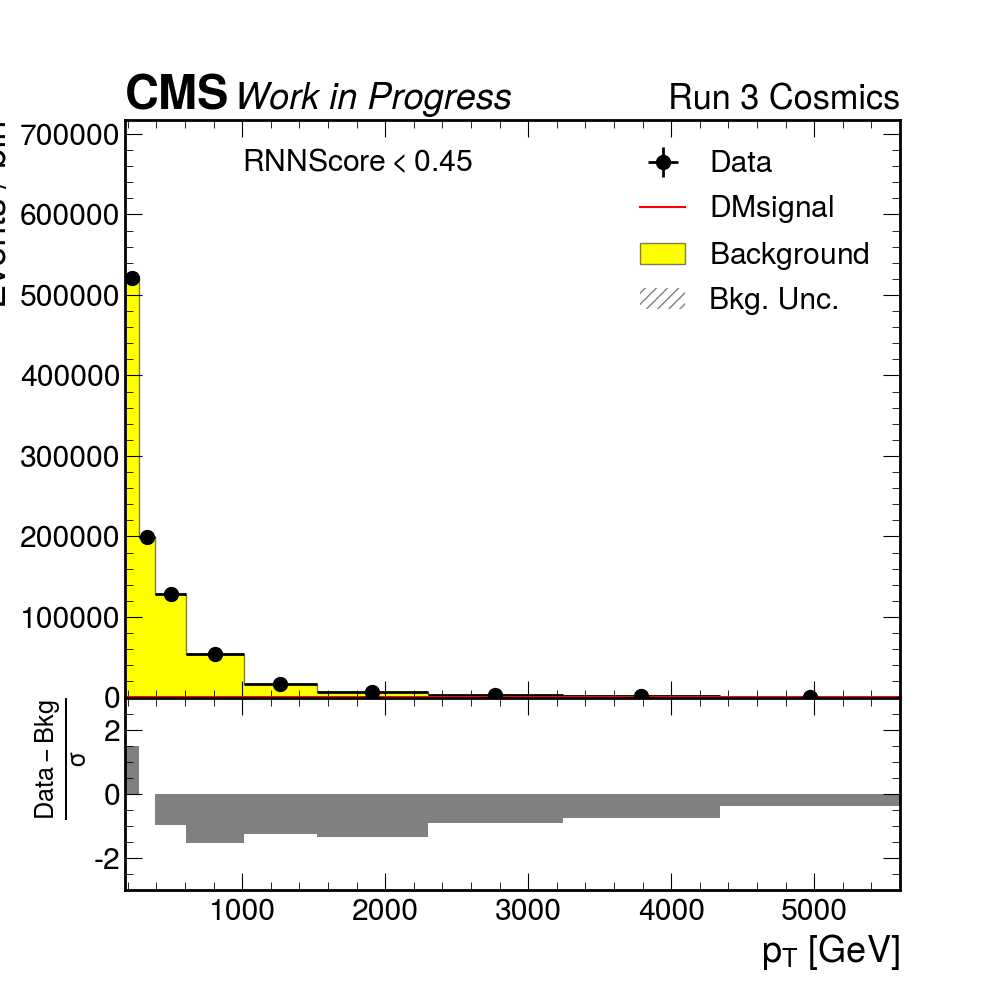 CMS Work in Progress
Run 3 Cosmics
RNNScore < 0.45
Data
DMsignal
Background
Bkg. Unc.
700000
600000
500000
400000
300000
200000
100000
0
Data – Bkg
σ
2
0
-2
1000 2000 3000 4000 5000
pT [GeV]